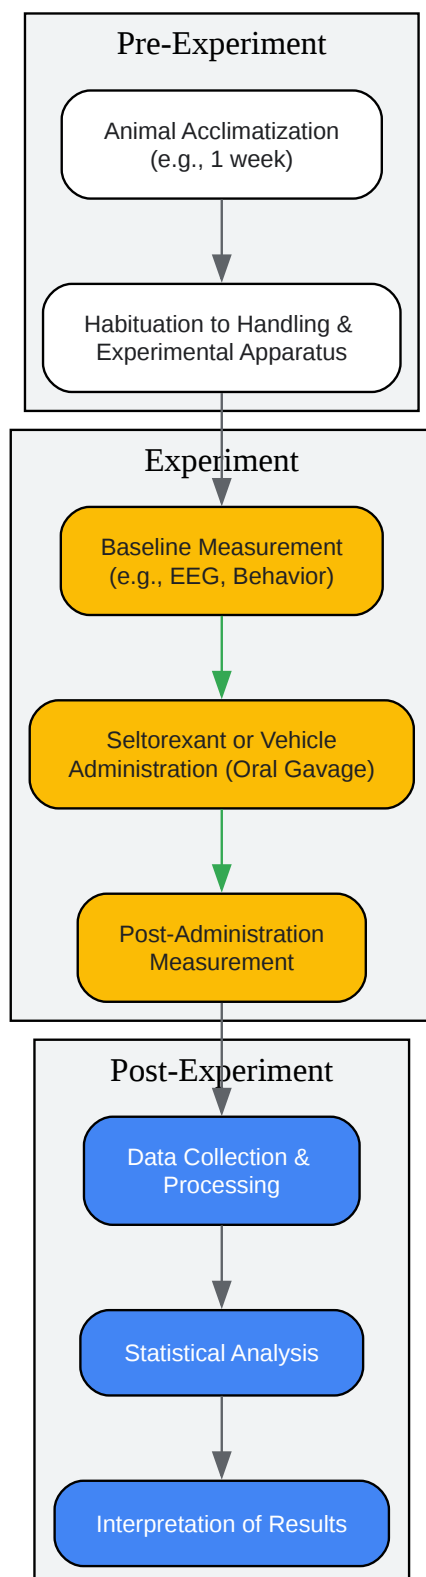 Pre-Experiment
Animal Acclimatization
(e.g., 1 week)
Habituation to Handling &
Experimental Apparatus
Experiment
Baseline Measurement
(e.g., EEG, Behavior)
Seltorexant or Vehicle
Administration (Oral Gavage)
Post-Administration
Measurement
Post-Experiment
Data Collection &
Processing
Statistical Analysis
Interpretation of Results